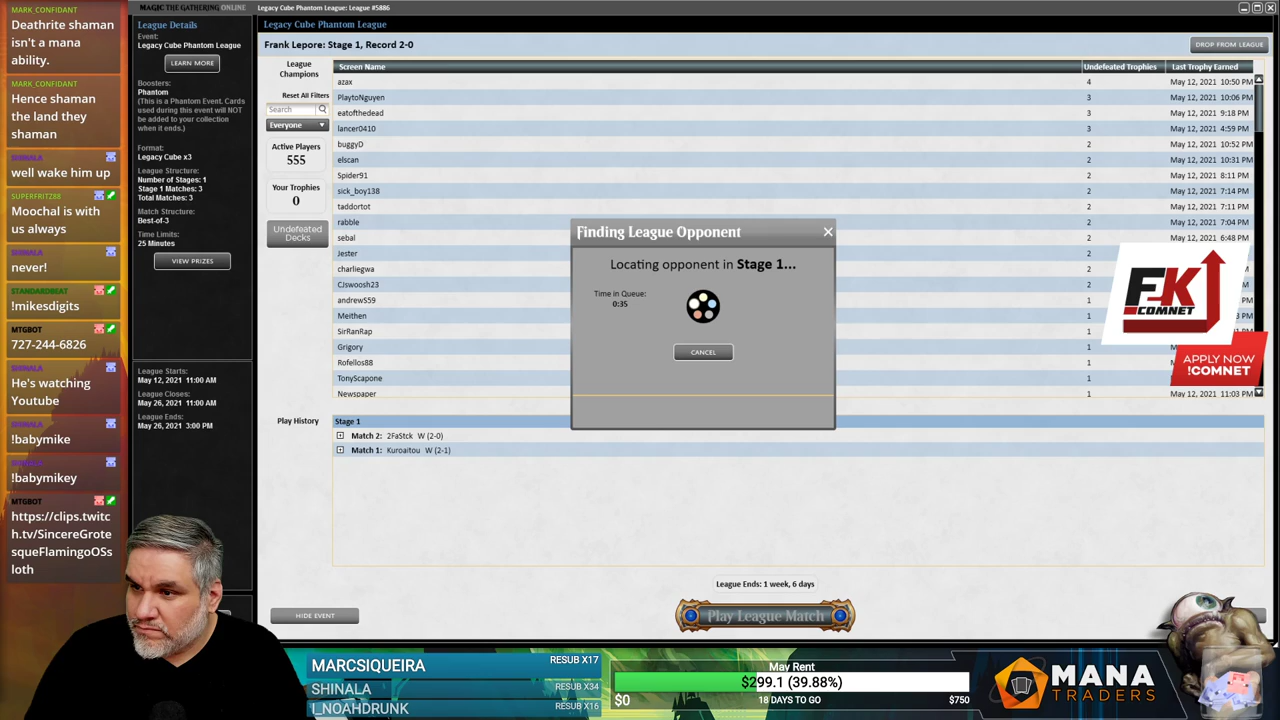 MARK CONFIDANT
Deathrite shaman
isn't a mana
ability.
MARK CONFIDANT
Hence shaman
the land they
shaman
SHINALA
well wake him up
SUPERFRITZ88
Moochal is with
us always
SHINALA
never!
STANDARDBEAT
!mikesdigits
MTGBOT
727-244-6826
SHINALA
He's watching
Youtube
SHINALA
!babymike
SHINALA
!babymikey
MTGBOT
https://clips.twitc
h.tv/SincereGrote
squeFlamingoOSs
loth
MAGIC THE GATHERING ONLINE
League Details
Event:
Legacy Cube Phantom League
LEARN MORE
Boosters:
Phantom
(This is a Phantom Event. Cards
used during this event will NOT
be added to your collection
when it ends.)
Format:
Legacy Cube x3
League Structure:
Number of Stages: 1
Stage 1 Matches: 3
Total Matches: 3
Match Structure:
Best-of-3
Time Limits:
25 Minutes
VIEW PRIZES
League Starts:
May 12, 2021 11:00 AM
League Closes:
May 26, 2021 11:00 AM
League Ends:
May 26, 2021 3:00 PM
Legacy Cube Phantom League: League #5886
Legacy Cube Phantom League
Frank Lepore: Stage 1, Record 2-0
DROP FROM LEAGUE
League
Champions
Reset All Filters
Search
Everyone
Active Players
555
Your Trophies
0
Undefeated
Decks
Screen Name Undefeated Trophies Last Trophy Earned
azax 4 May 12, 2021 10:50 PM
PlaytoNguyen 3 May 12, 2021 10:06 PM
eatofthedead 3 May 12, 2021 9:18 PM
lancer0410 3 May 12, 2021 4:59 PM
buggyD 2 May 12, 2021 10:52 PM
elscan 2 May 12, 2021 10:31 PM
Spider91 2 May 12, 2021 8:11 PM
sick_boy138 2 May 12, 2021 7:14 PM
taddortot 2 May 12, 2021 7:11 PM
rabble 2 May 12, 2021 7:04 PM
sebal 2 May 12, 2021 6:48 PM
Jester 2
charliegwa 2
CJswoosh23 2
andrewS59 1
Meithen 1
SirRanRap 1
Grigory 1
Rofellos88 1
TonyScapone 1
Newspaper 1 May 12, 2021 11:03 PM
Finding League Opponent
Locating opponent in Stage 1...
Time in Queue:
0:35
CANCEL
F2K
.COMNET
APPLY NOW
!COMNET
Play History
Stage 1
Match 2: 2FaStck W (2-0)
Match 1: Kuroaitou W (2-1)
League Ends: 1 week, 6 days
HIDE EVENT
Play League Match
MARCSIQUEIRA RESUB X17
SHINALA RESUB X34
I_NOAHDRUNK RESUB X16
May Rent
$299.1 (39.88%)
$0 18 DAYS TO GO $750
MANA
TRADERS